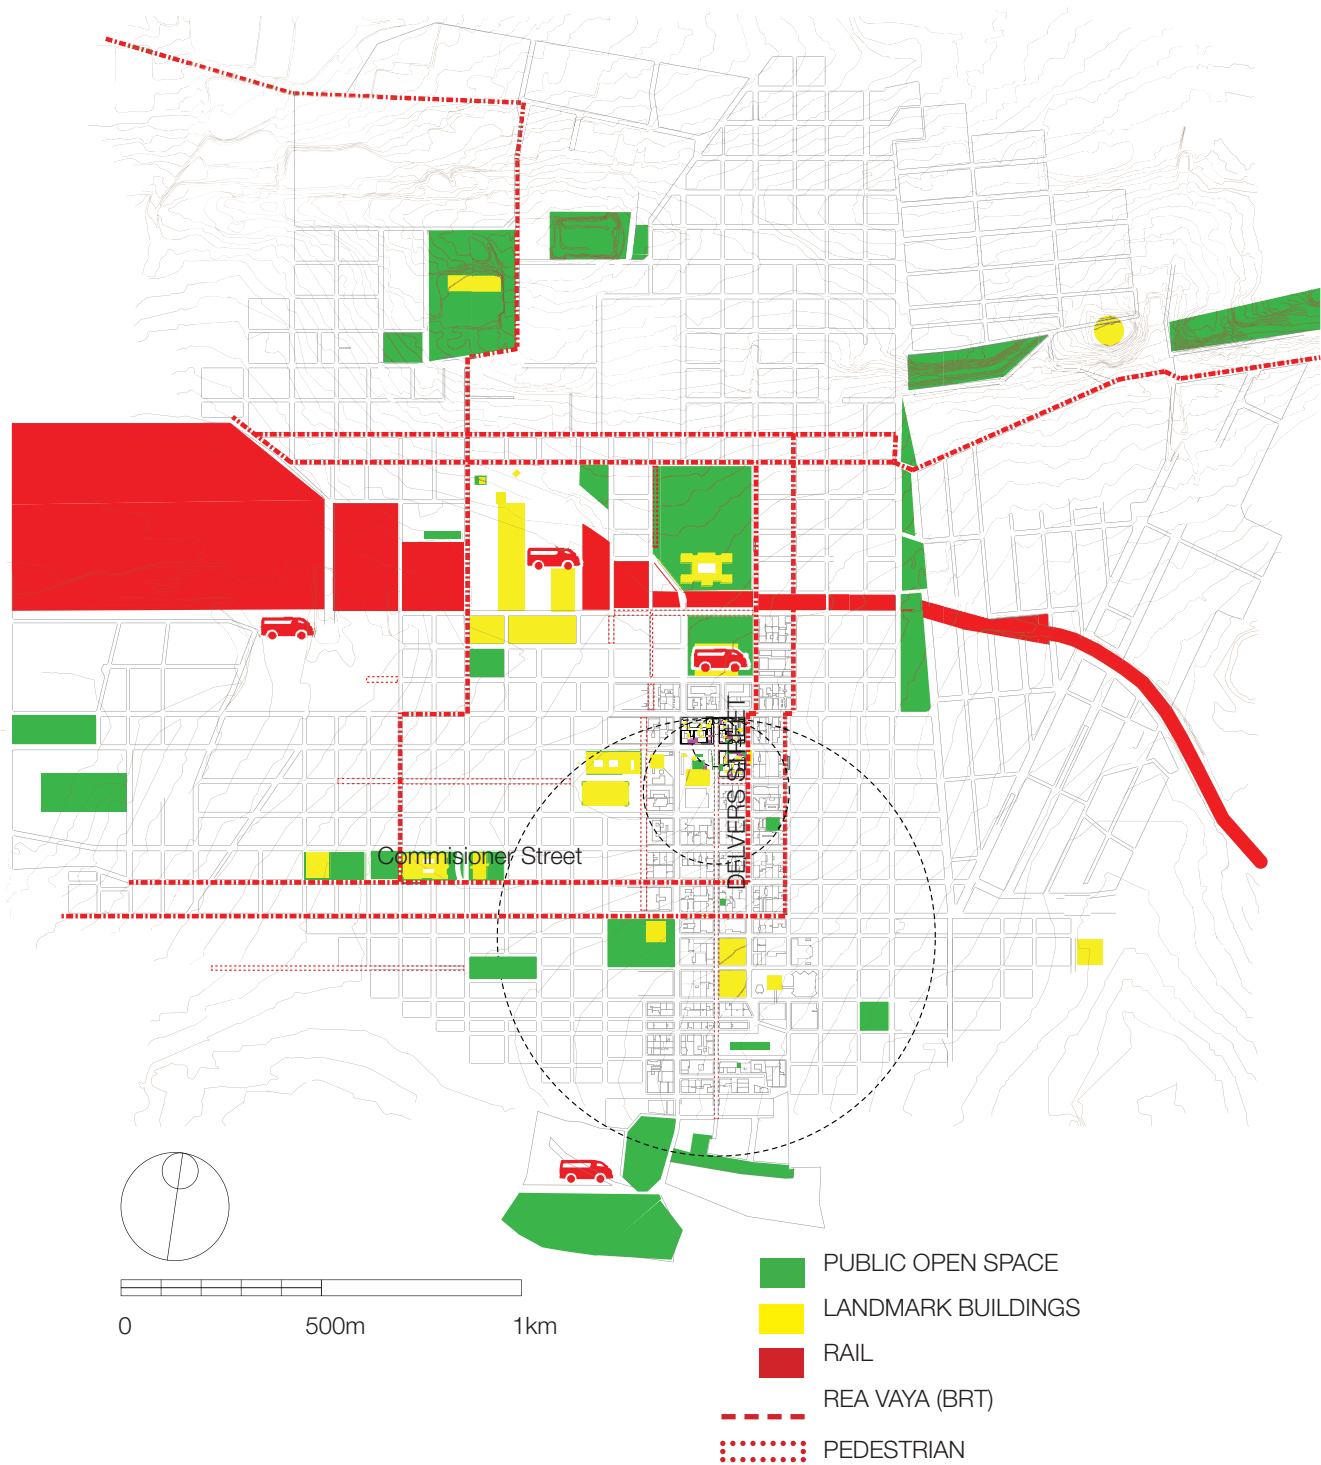 DELVERS STREET
Commisioner Street
0 500m 1km
PUBLIC OPEN SPACE
LANDMARK BUILDINGS
RAIL
REA VAYA (BRT)
PEDESTRIAN